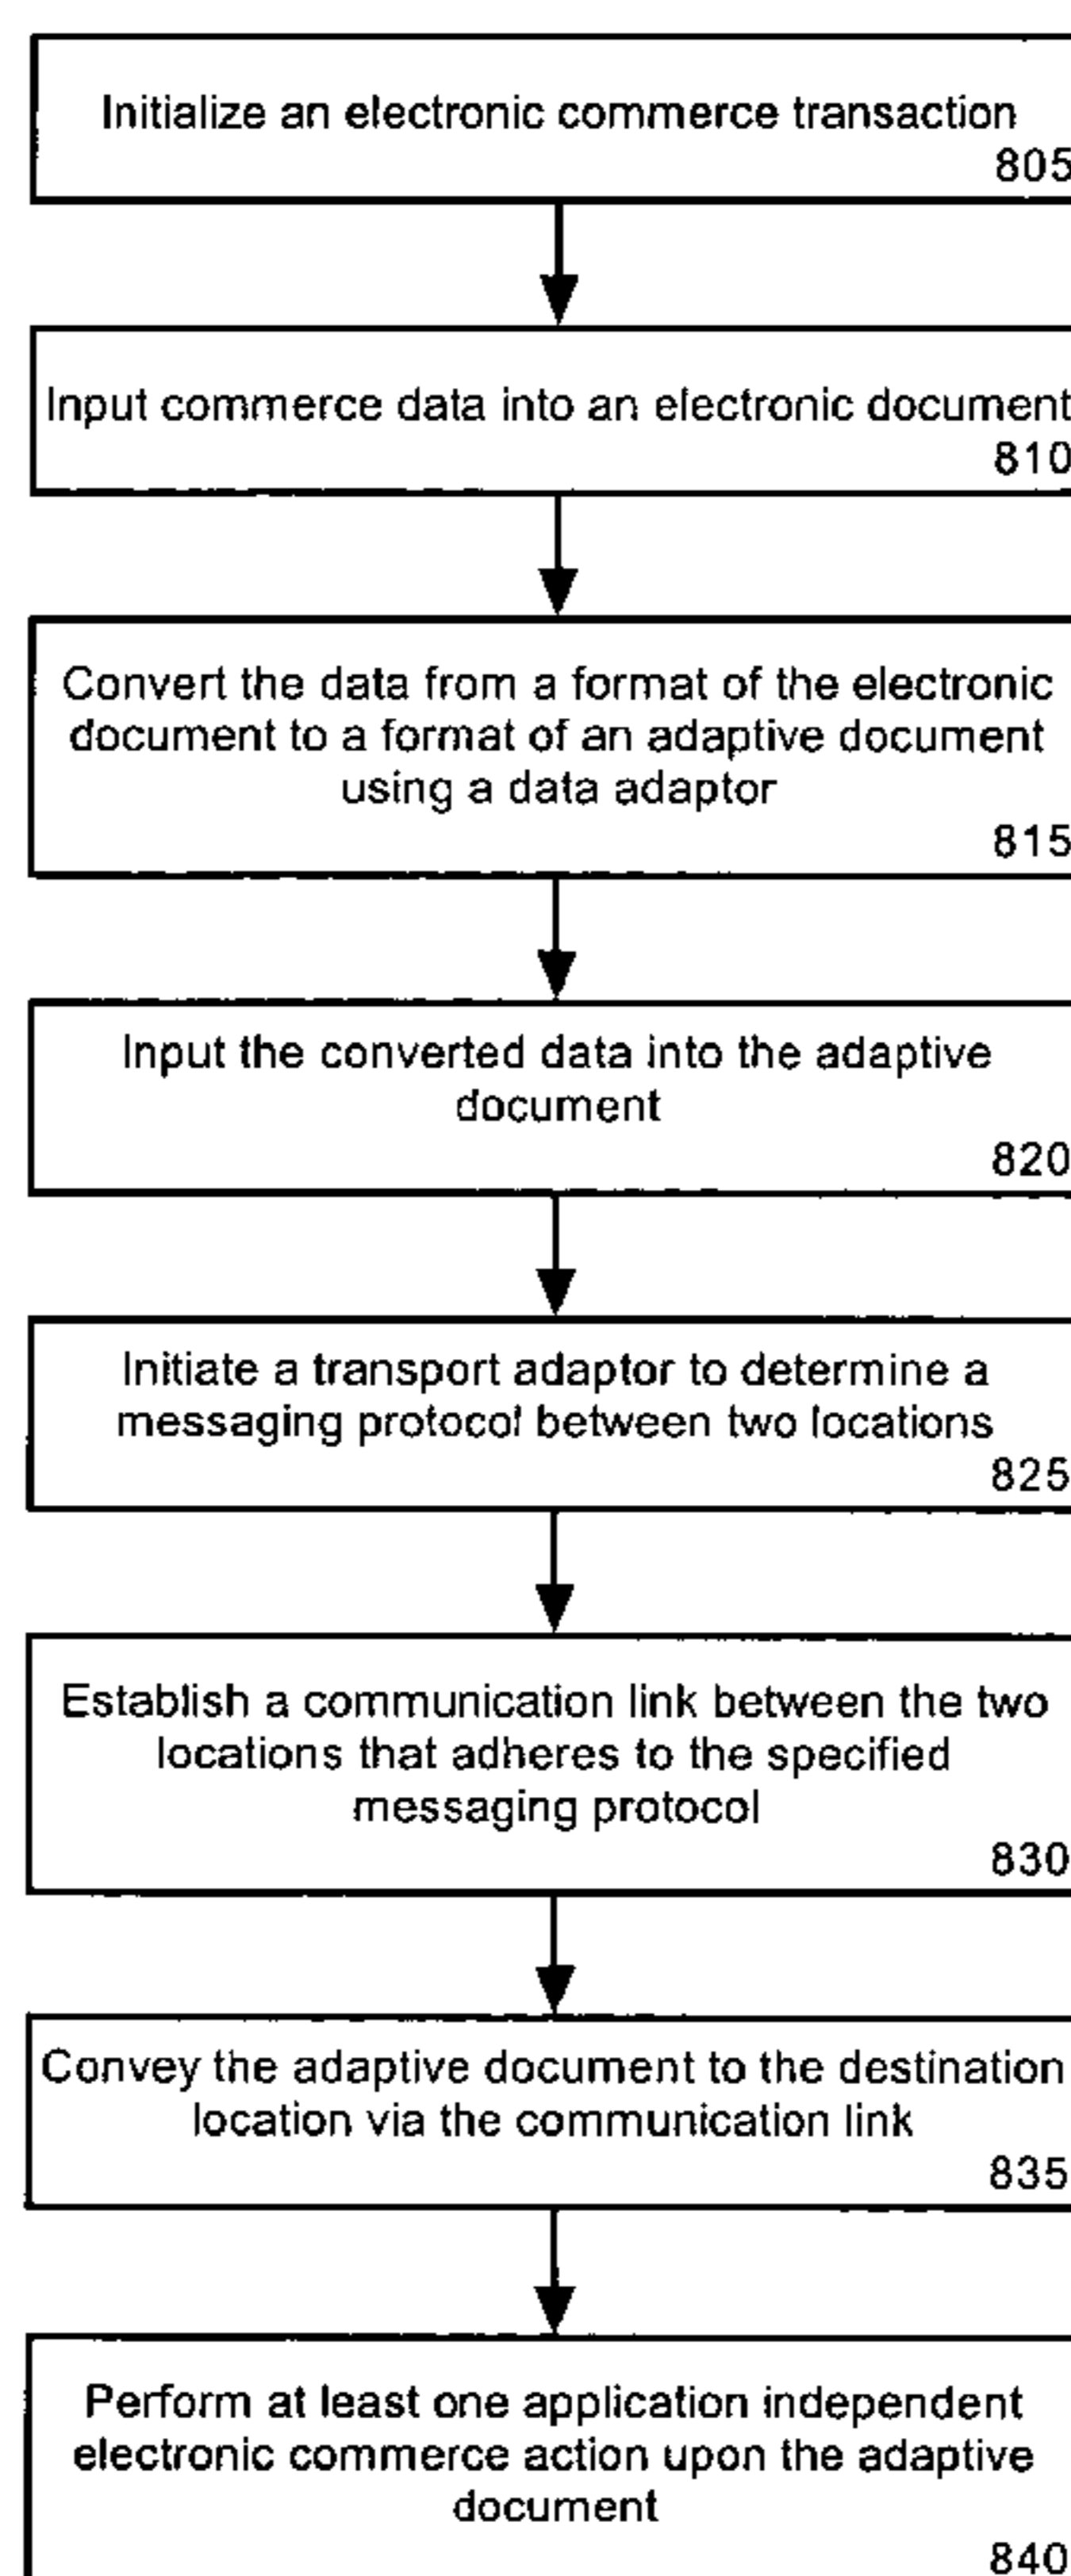 Initialize an electronic commerce transaction
805
Input commerce data into an electronic document
810
Convert the data from a format of the electronic
document to a format of an adaptive document
using a data adaptor
815
Input the converted data into the adaptive
document
820
Initiate a transport adaptor to determine a
messaging protocol between two locations
825
Establish a communication link between the two
locations that adheres to the specified
messaging protocol
830
Convey the adaptive document to the destination
location via the communication link
835
Perform at least one application independent
electronic commerce action upon the adaptive
document
840